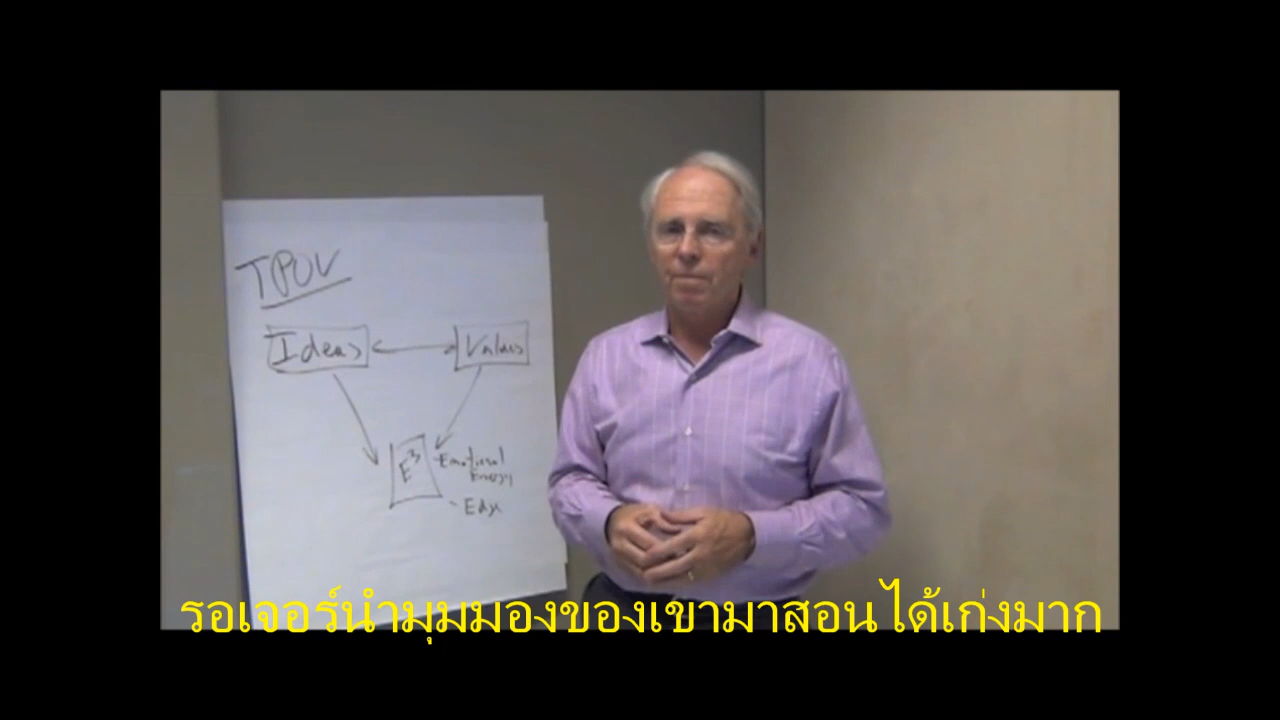 TPOV
Ideas
Values
E³
- Emotional
Energy
- Edge
รอเจอร์นำมุมมองของเขามาสอนได้เก่งมาก